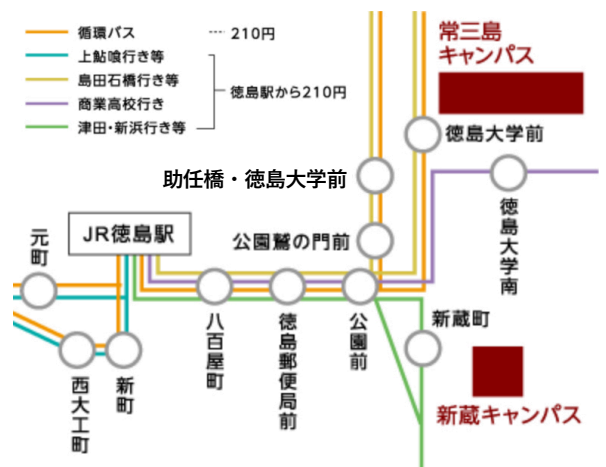 循環バス
210円
上鮎喰行き等
島田石橋行き等
商業高校行き
津田・新浜行き等
徳島駅から210円
常三島
キャンパス
徳島大学前
助任橋・徳島大学前
徳島大学南
公園鷲の門前
JR徳島駅
元町
八百屋町
徳島郵便局前
公園前
新蔵町
西大工町
新町
新蔵キャンパス